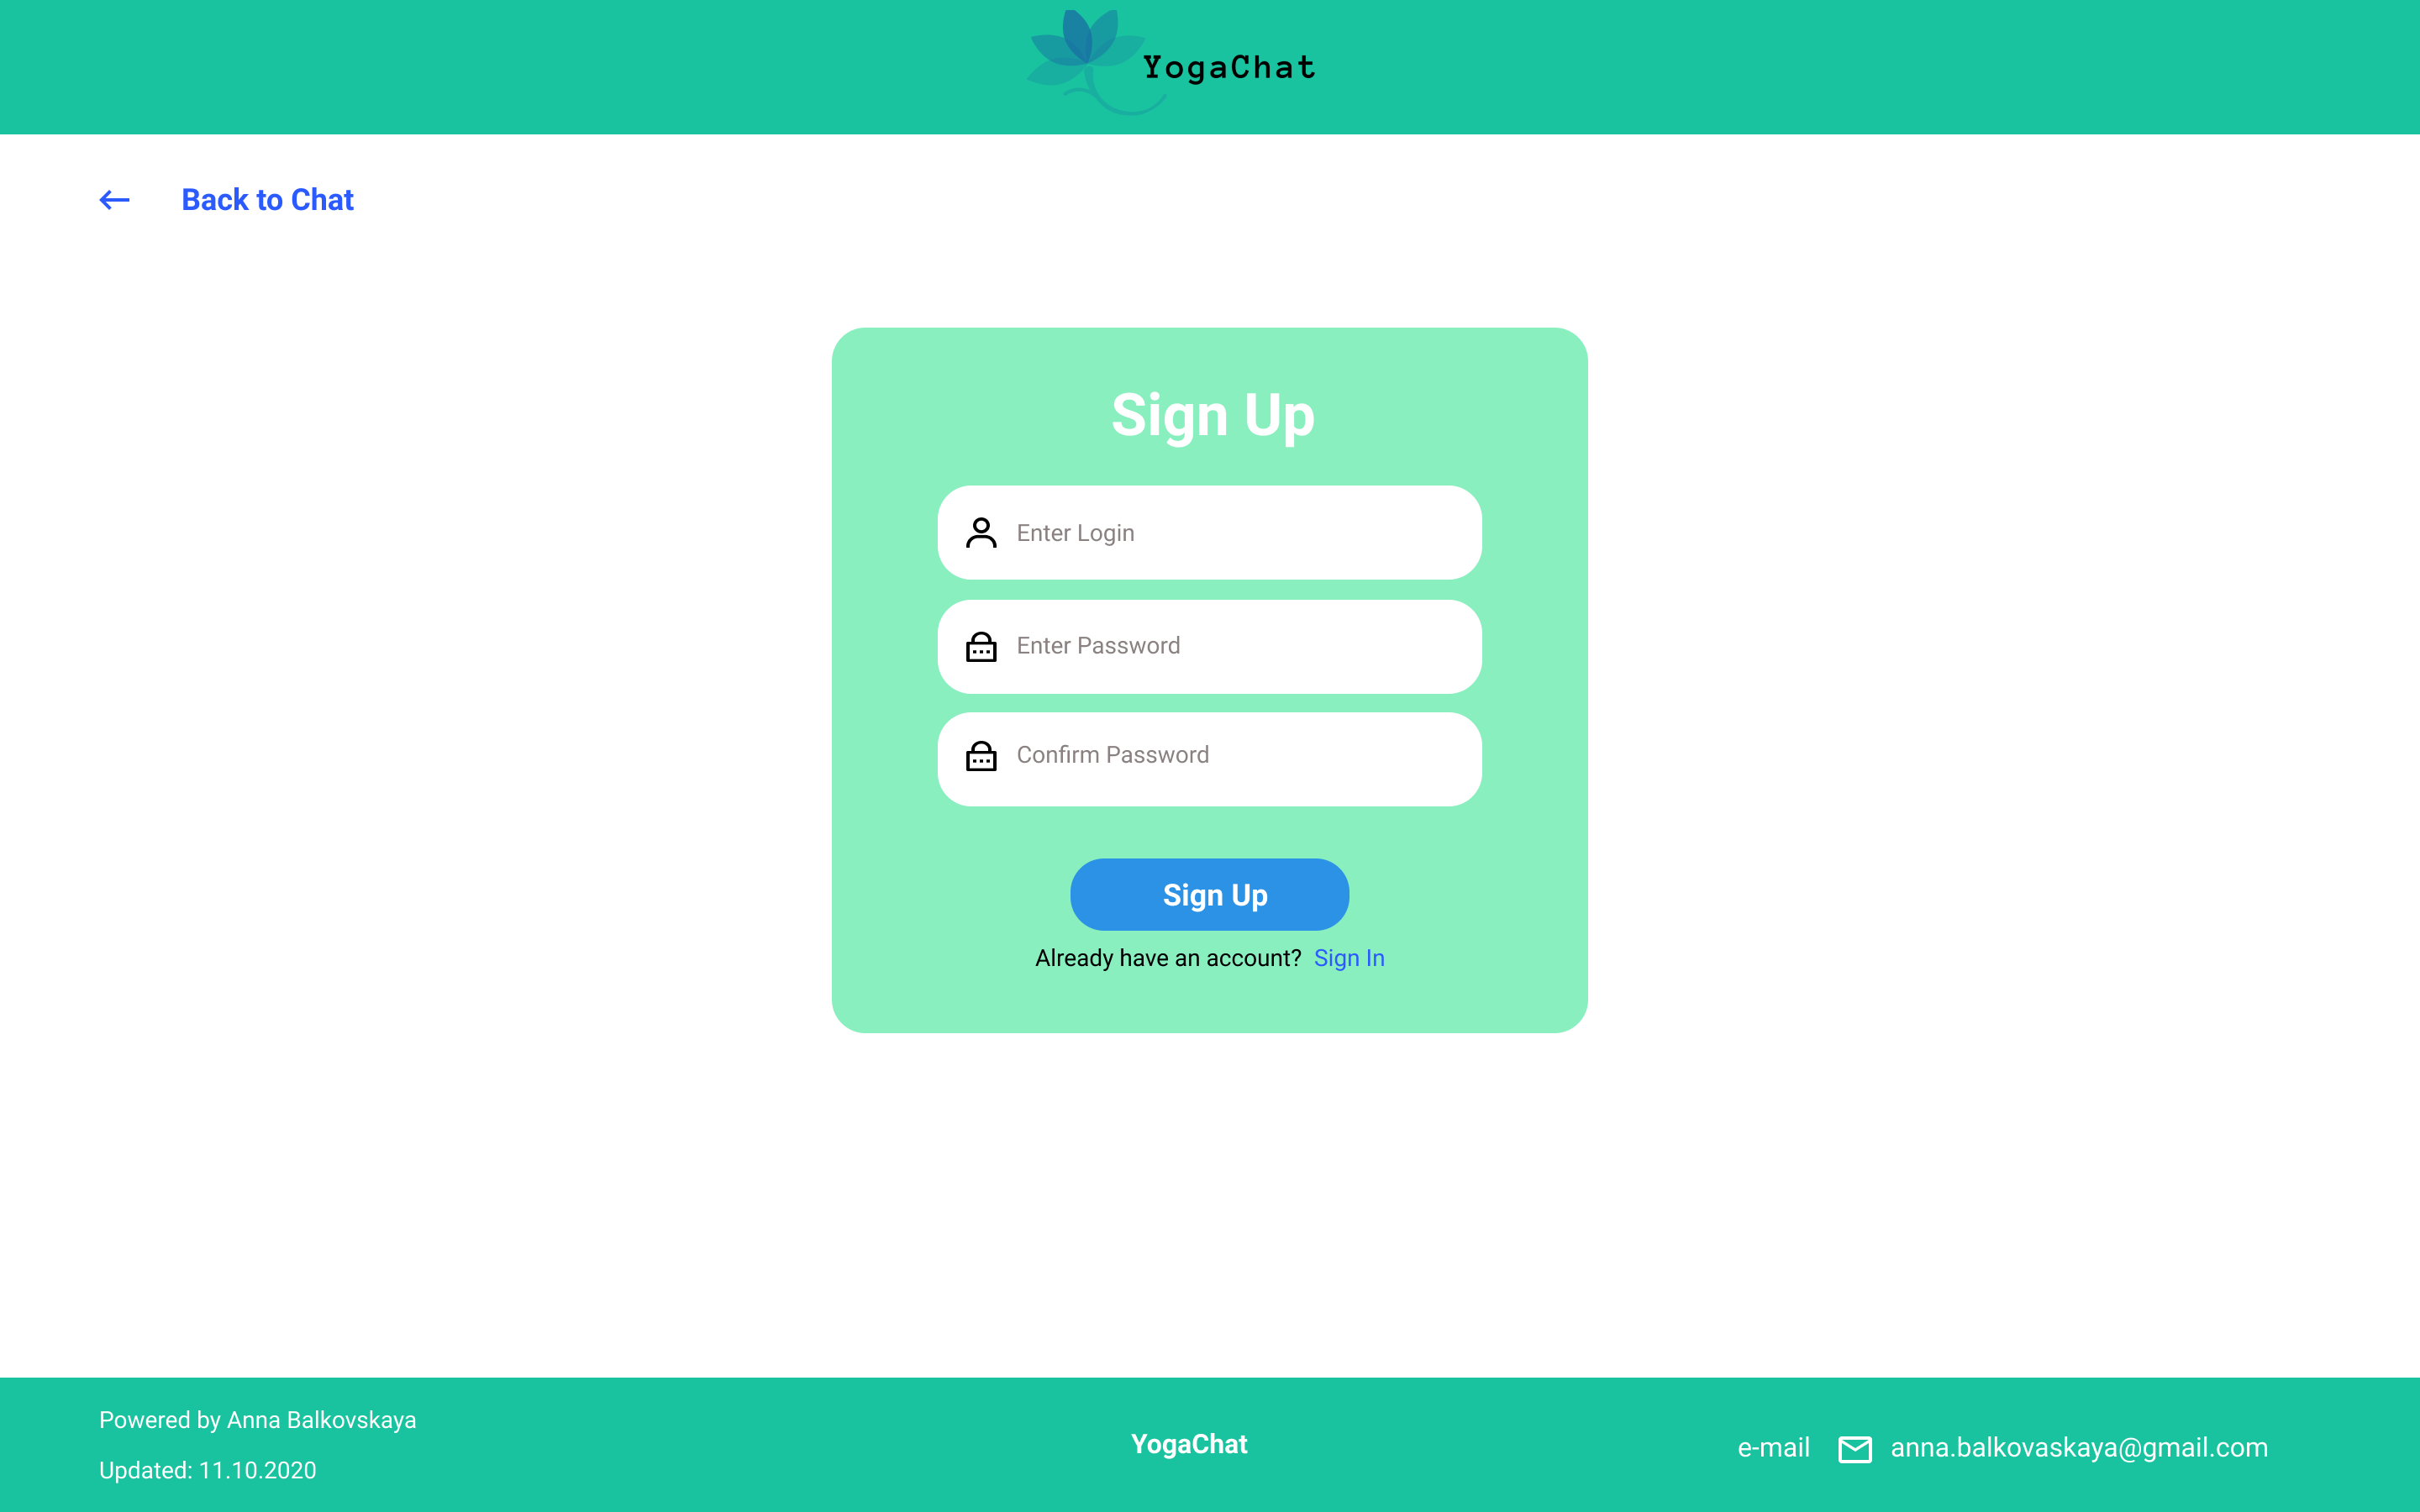 YogaChat
Back to Chat
Sign Up
Enter Login
Enter Password
Confirm Password
Sign Up
Already have an account? Sign In
Powered by Anna Balkovskaya
Updated: 11.10.2020
YogaChat
e-mail anna.balkovaskaya@gmail.com